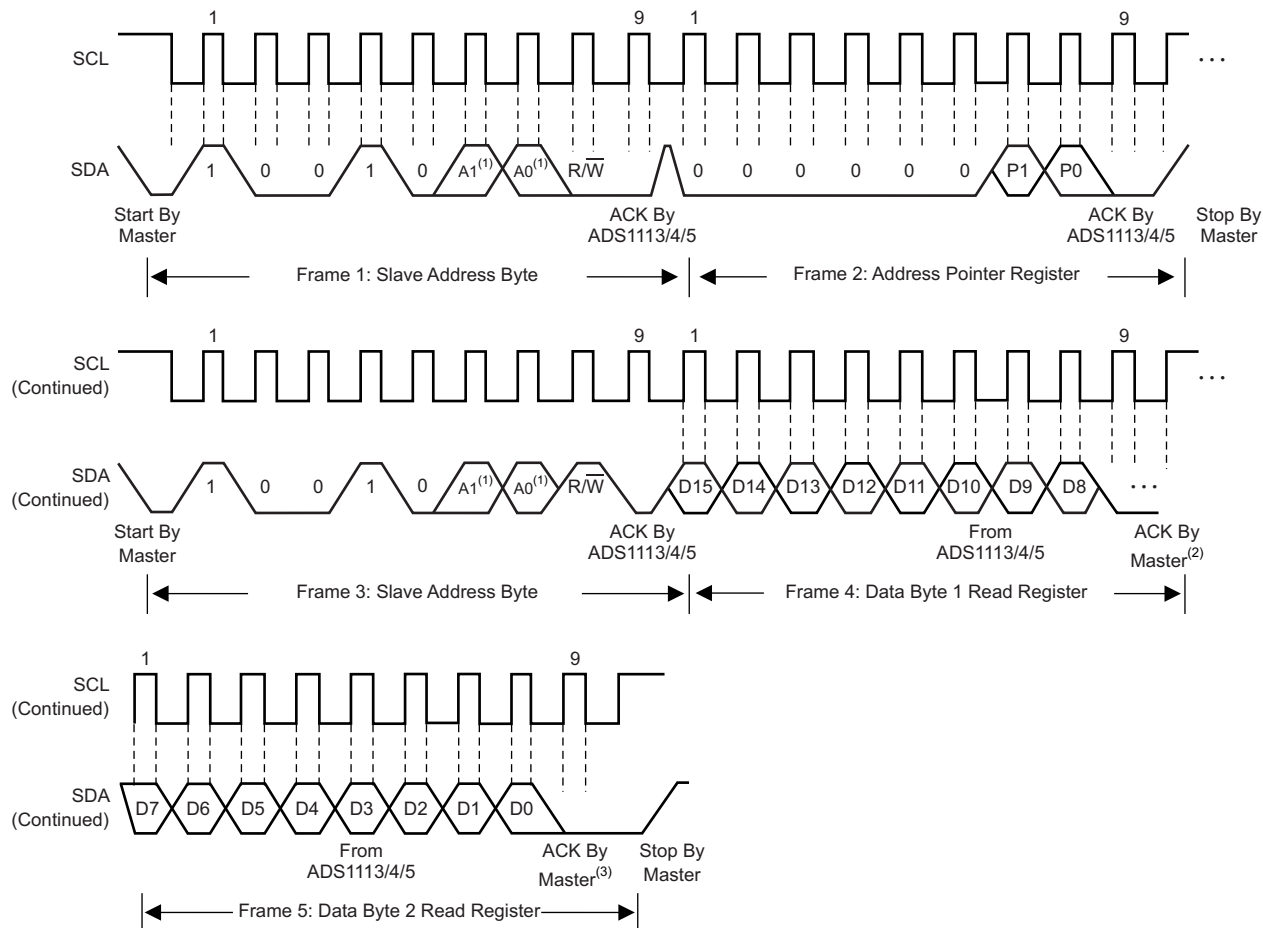 1 9 1 9
SCL ...
SDA 1 0 0 1 0 A1(1) A0(1) R/W̅ 0 0 0 0 0 0 P1 P0
Start By Master
ACK By ADS1113/4/5
ACK By ADS1113/4/5
Stop By Master
Frame 1: Slave Address Byte
Frame 2: Address Pointer Register
1 9 1 9
SCL (Continued) ...
SDA (Continued) 1 0 0 1 0 A1(1) A0(1) R/W̅ D15 D14 D13 D12 D11 D10 D9 D8 ...
Start By Master
ACK By ADS1113/4/5
From ADS1113/4/5
ACK By Master(2)
Frame 3: Slave Address Byte
Frame 4: Data Byte 1 Read Register
1 9
SCL (Continued)
SDA (Continued) D7 D6 D5 D4 D3 D2 D1 D0
From ADS1113/4/5
ACK By Master(3)
Stop By Master
Frame 5: Data Byte 2 Read Register